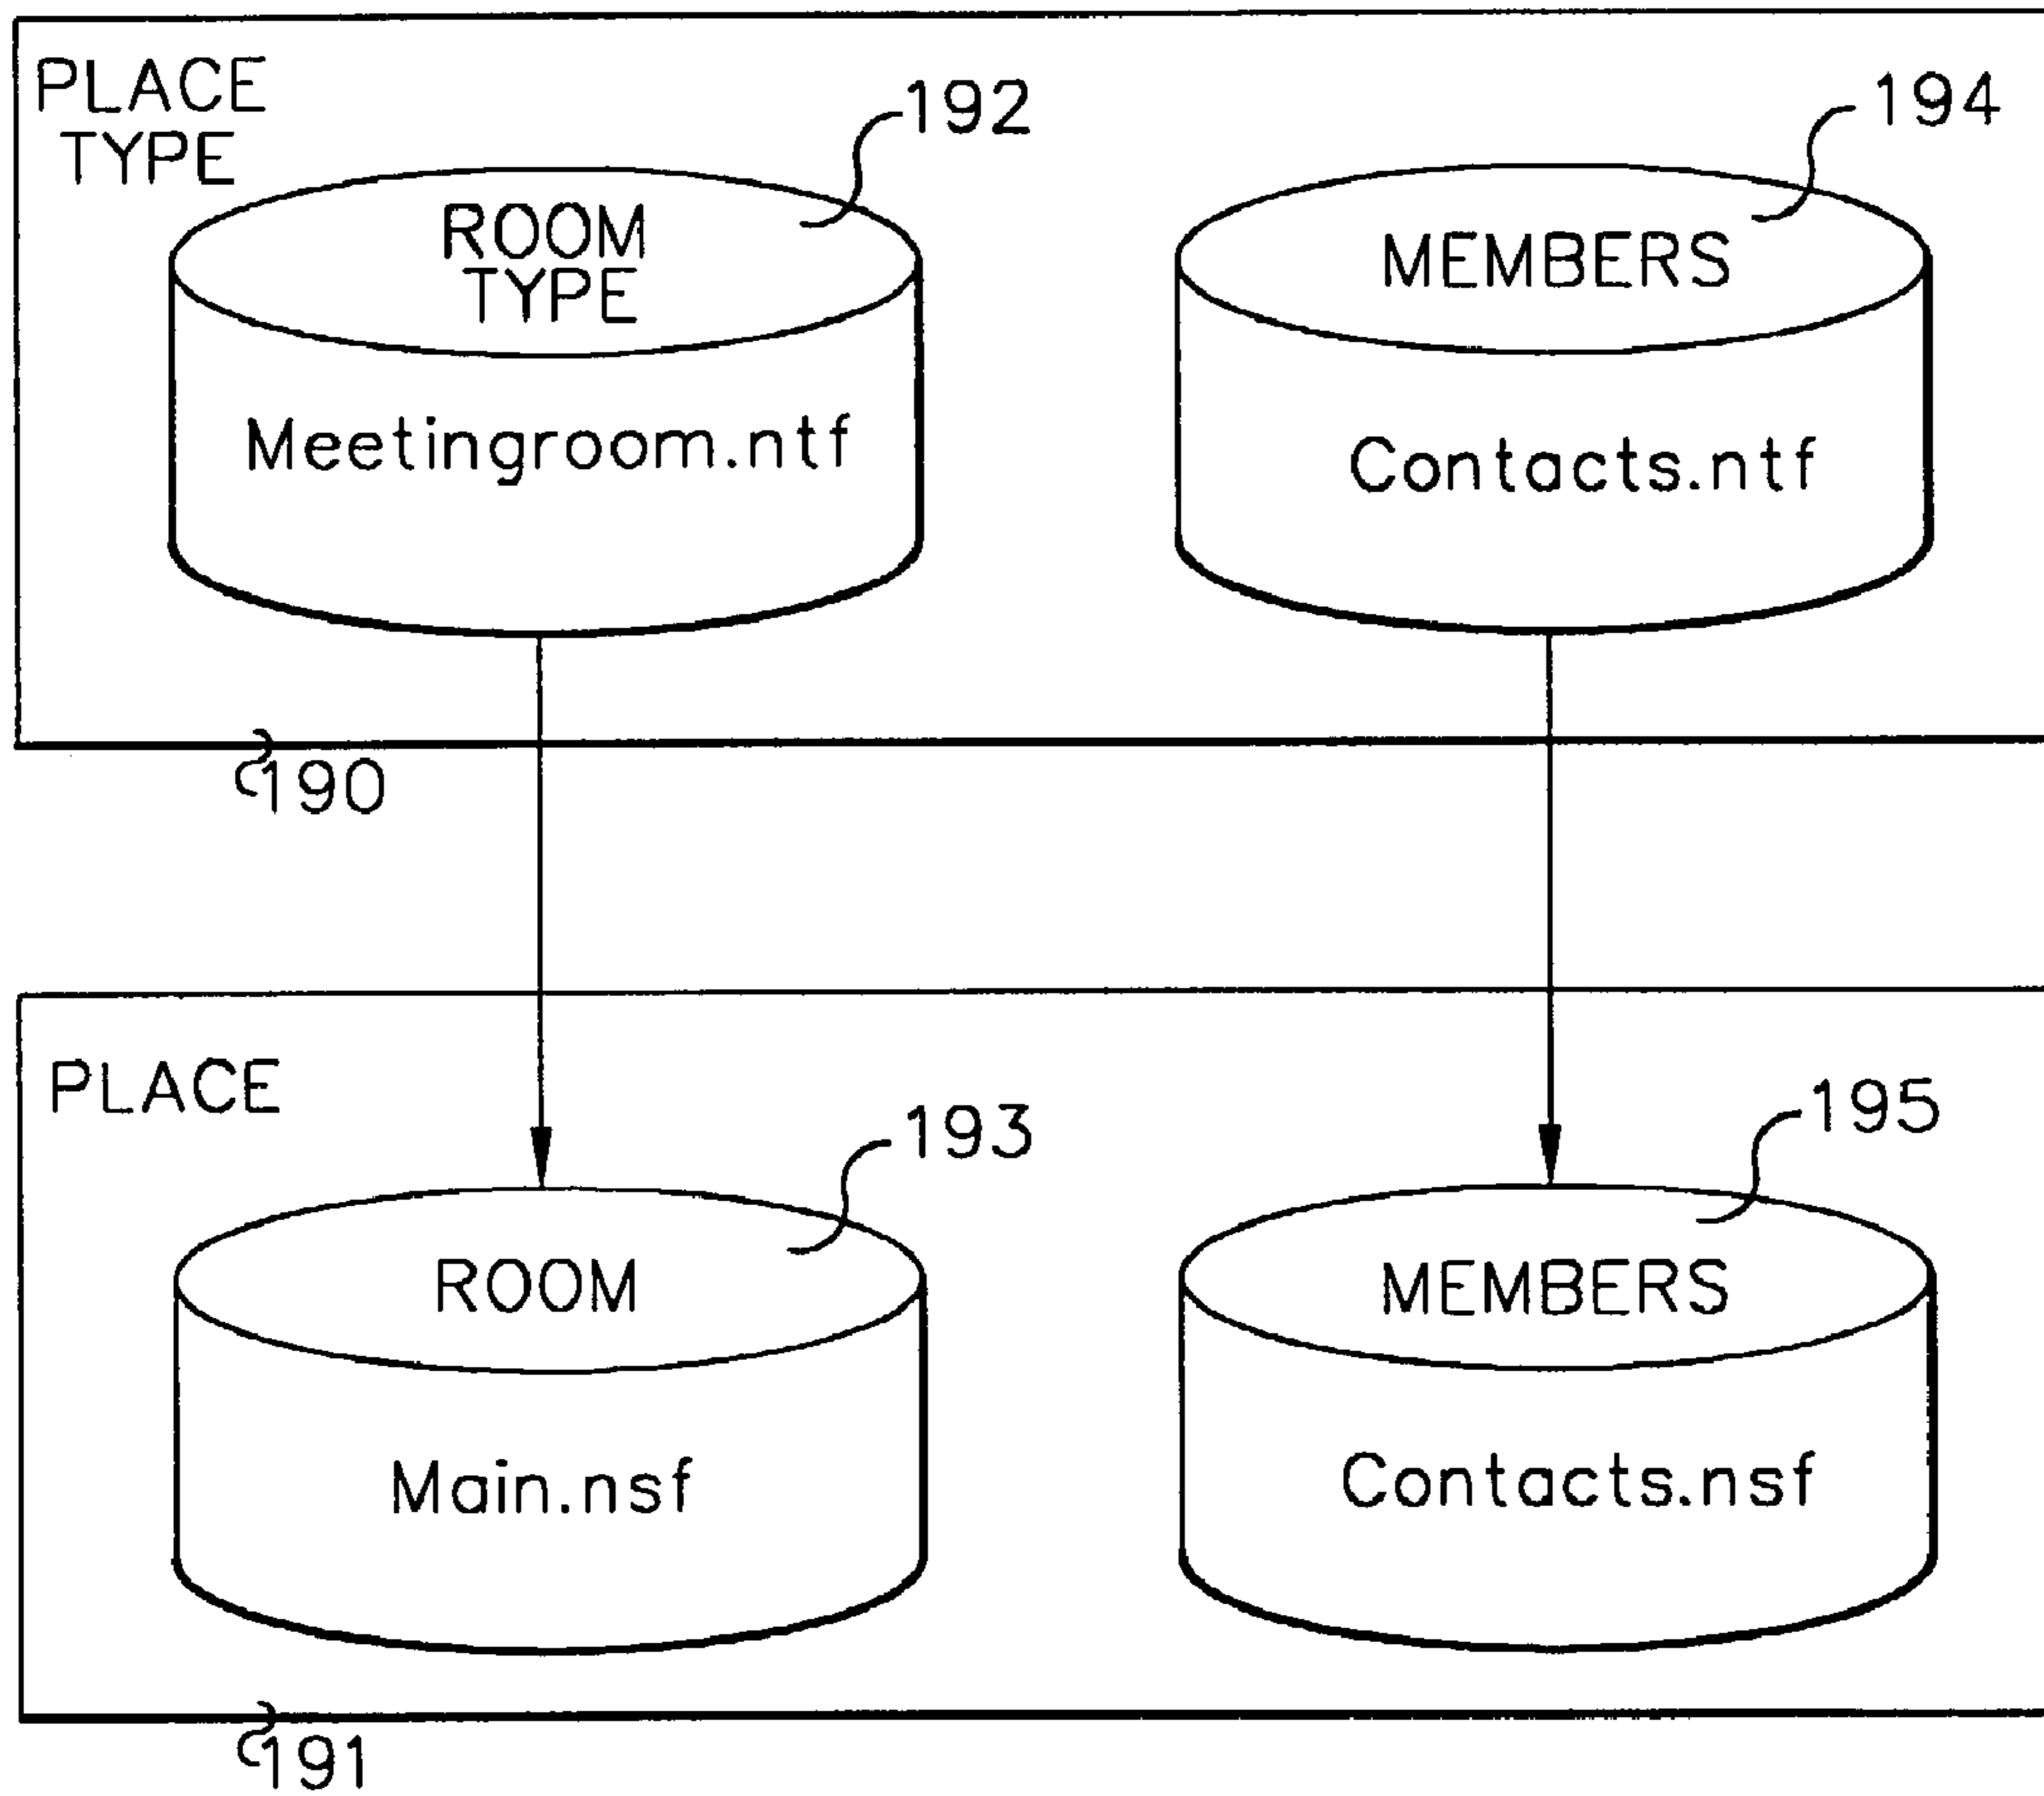 PLACE
TYPE
192
194
ROOM
TYPE
MEMBERS
Meetingroom.ntf
Contacts.ntf
190
PLACE
193
195
ROOM
MEMBERS
Main.nsf
Contacts.nsf
191